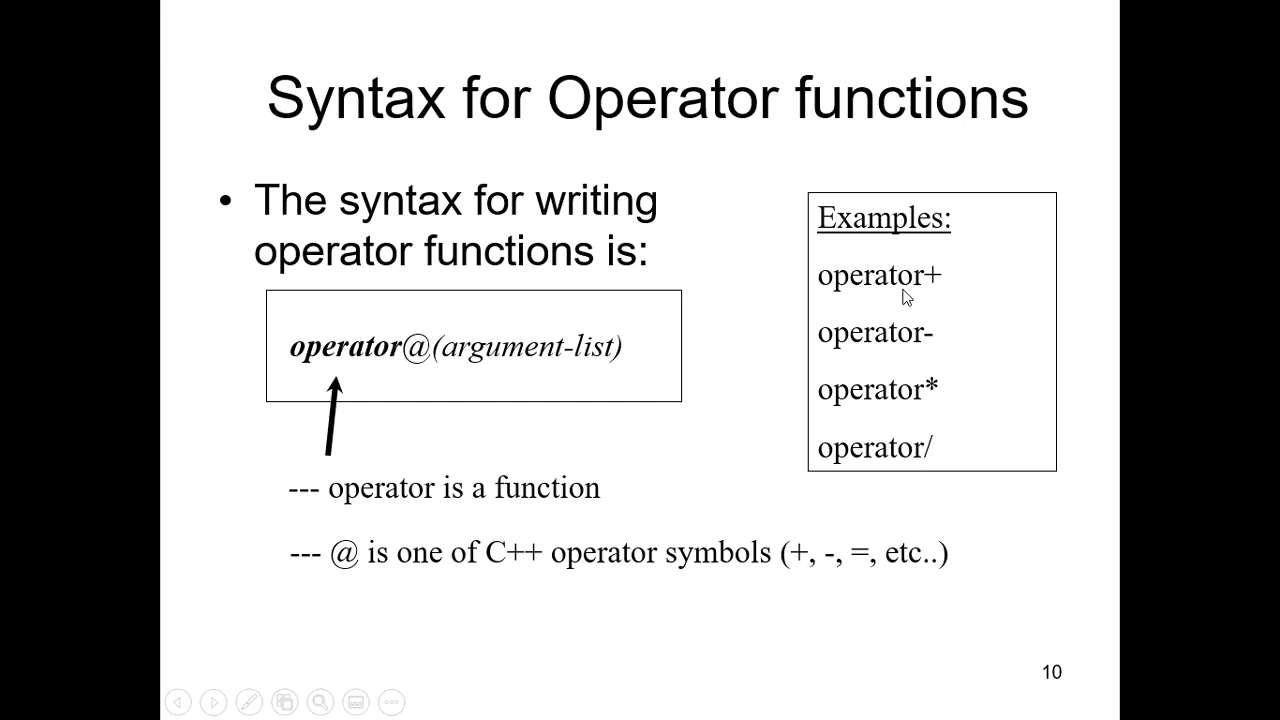 Syntax for Operator functions
• The syntax for writing
operator functions is:
operator@(argument-list)
--- operator is a function
--- @ is one of C++ operator symbols (+, -, =, etc..)
Examples:
operator+
operator-
operator*
operator/
10